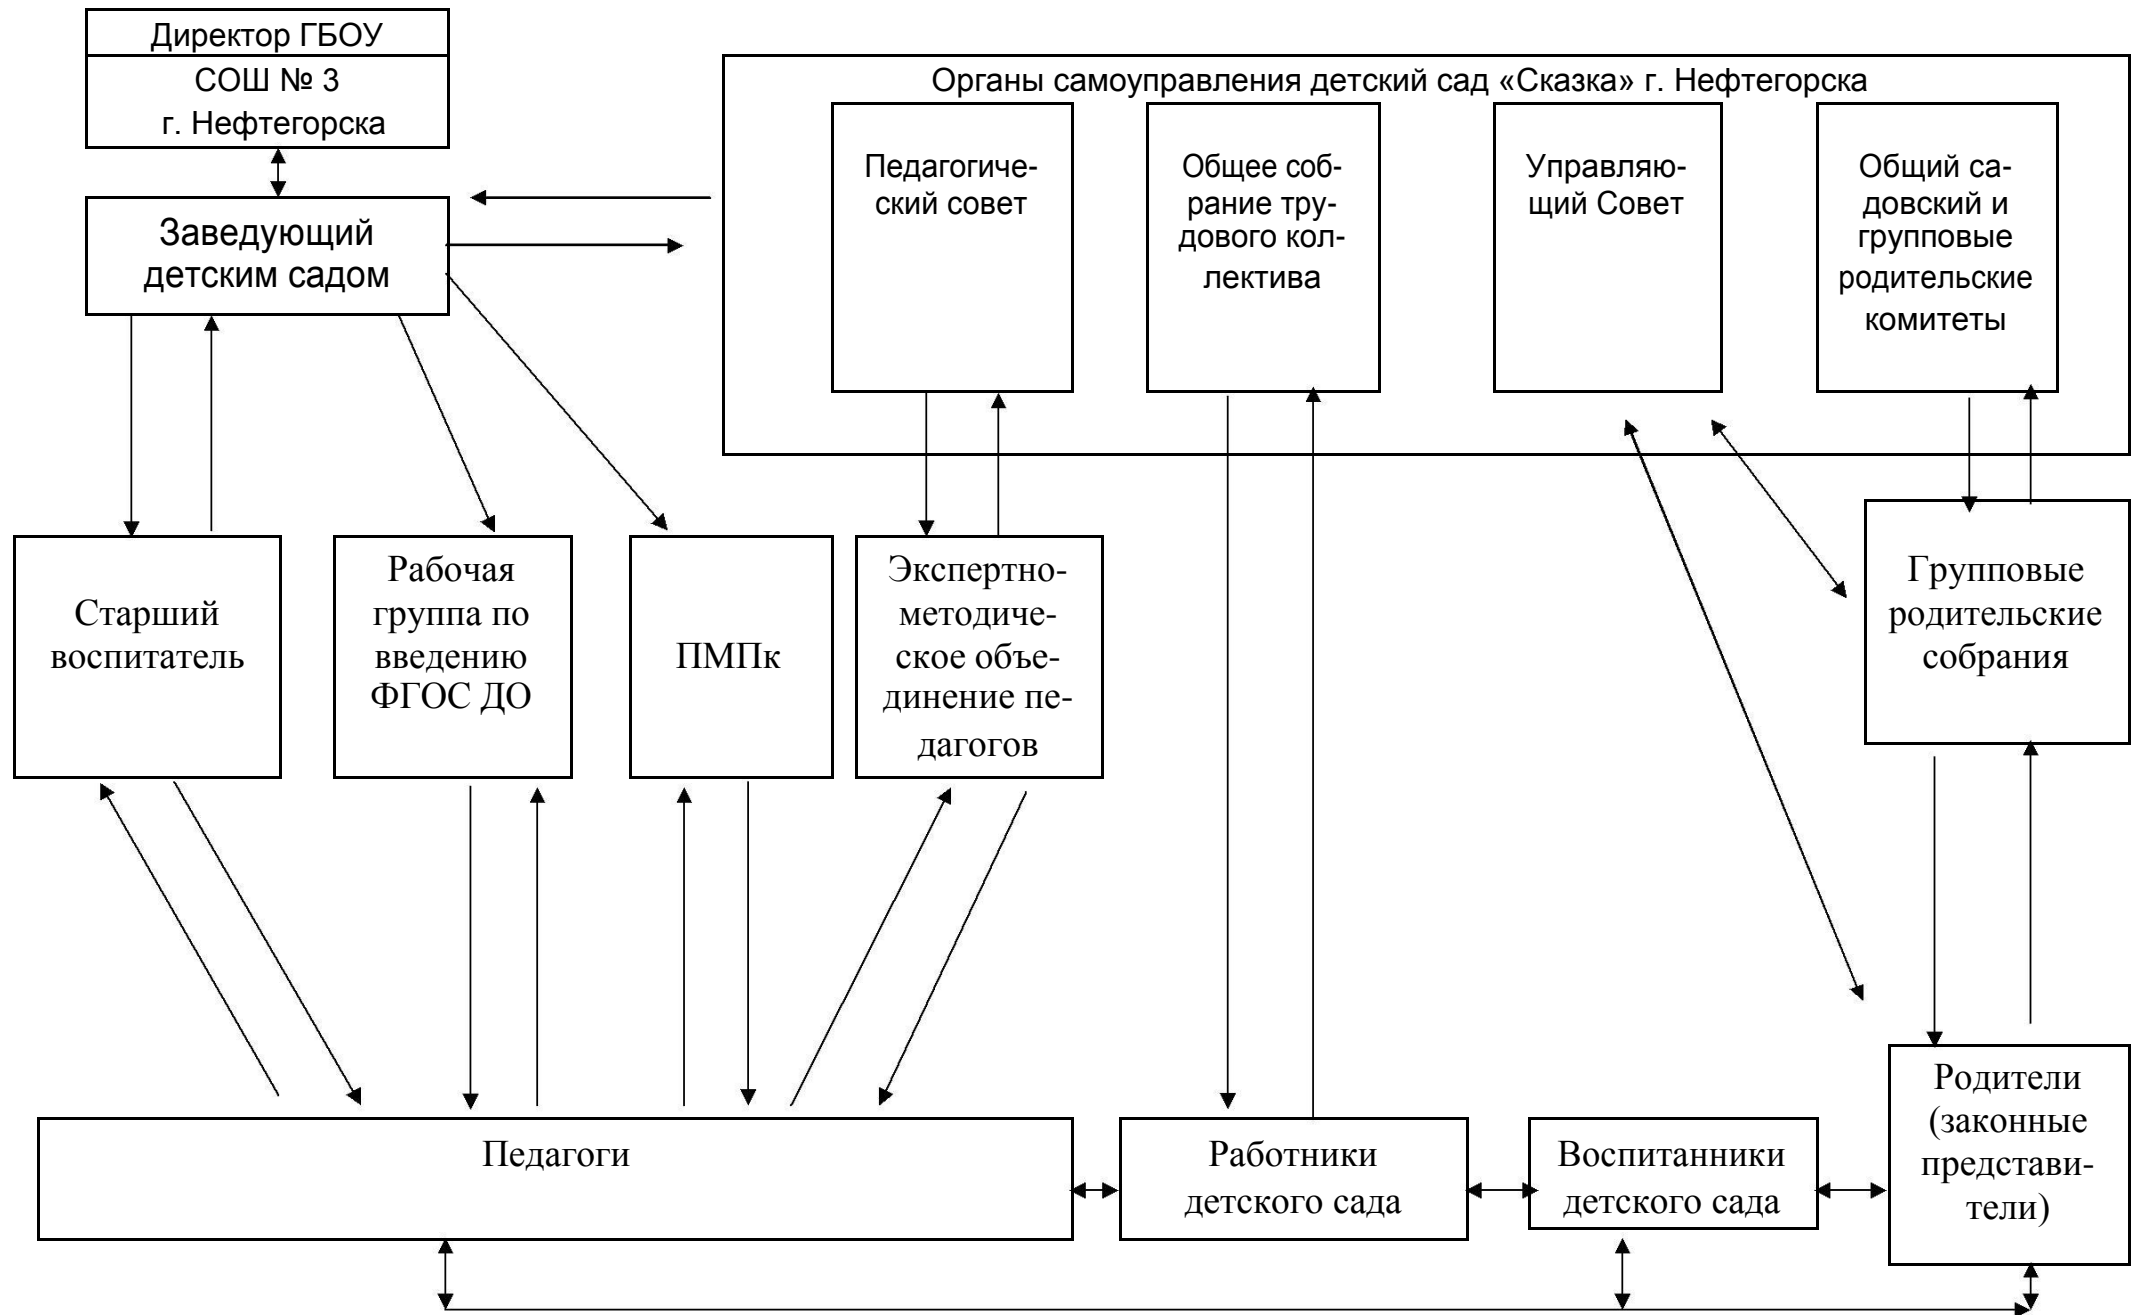 Директор ГБОУ
СОШ № 3
г. Нефтегорска
Органы самоуправления детский сад «Сказка» г. Нефтегорска
Педагогиче-
ский совет
Общее соб-
рание тру-
дового кол-
лектива
Управляю-
щий Совет
Общий са-
довский и
групповые
родительские
комитеты
Заведующий
детским садом
Старший
воспитатель
Рабочая
группа по
введению
ФГОС ДО
ПМПк
Экспертно-
методиче-
ское объе-
динение пе-
дагогов
Групповые
родительские
собрания
Педагоги
Работники
детского сада
Воспитанники
детского сада
Родители
(законные
представи-
тели)